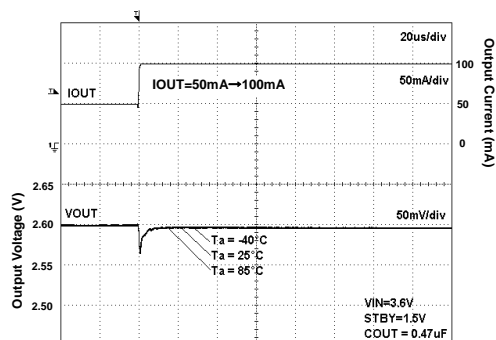 20us/div
Output Current (mA)
100
IOUT=50mA→100mA
50mA/div
IOUT
50
0
2.65
VOUT
50mV/div
2.60
Output Voltage (V)
Ta = -40°C
Ta = 25°C
2.55
Ta = 85°C
2.50
VIN=3.6V
STBY=1.5V
COUT = 0.47uF